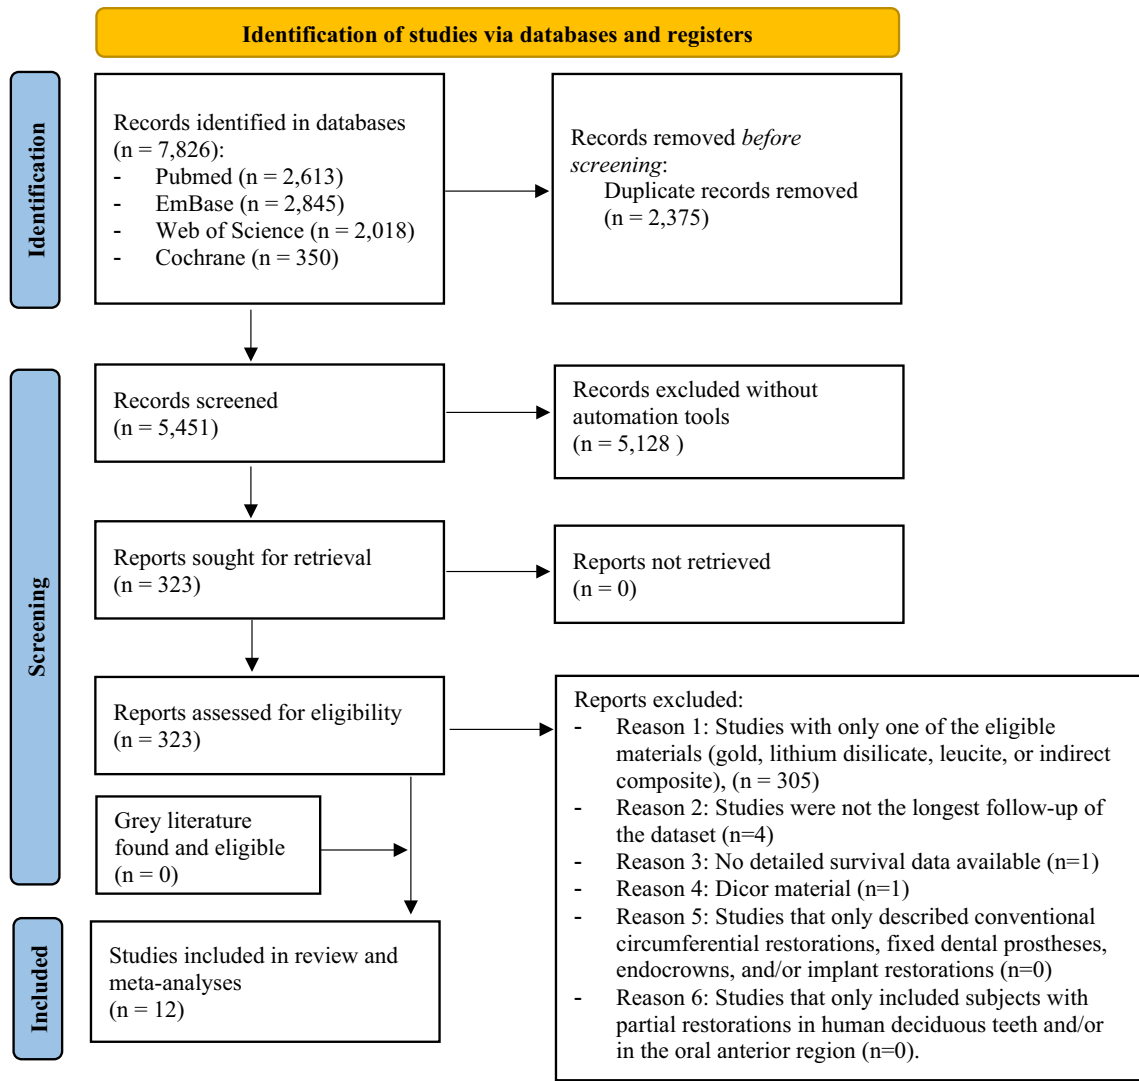 Identification of studies via databases and registers
Identification
Records identified in databases
(n = 7,826):
- Pubmed (n = 2,613)
- EmBase (n = 2,845)
- Web of Science (n = 2,018)
- Cochrane (n = 350)
Records removed before
screening:
Duplicate records removed
(n = 2,375)
Screening
Records screened
(n = 5,451)
Records excluded without
automation tools
(n = 5,128 )
Reports sought for retrieval
(n = 323)
Reports not retrieved
(n = 0)
Reports assessed for eligibility
(n = 323)
Reports excluded:
- Reason 1: Studies with only one of the eligible
materials (gold, lithium disilicate, leucite, or indirect
composite), (n = 305)
- Reason 2: Studies were not the longest follow-up of
the dataset (n=4)
- Reason 3: No detailed survival data available (n=1)
- Reason 4: Dicor material (n=1)
- Reason 5: Studies that only described conventional
circumferential restorations, fixed dental prostheses,
endocrowns, and/or implant restorations (n=0)
- Reason 6: Studies that only included subjects with
partial restorations in human deciduous teeth and/or
in the oral anterior region (n=0).
Grey literature
found and eligible
(n = 0)
Included
Studies included in review and
meta-analyses
(n = 12)